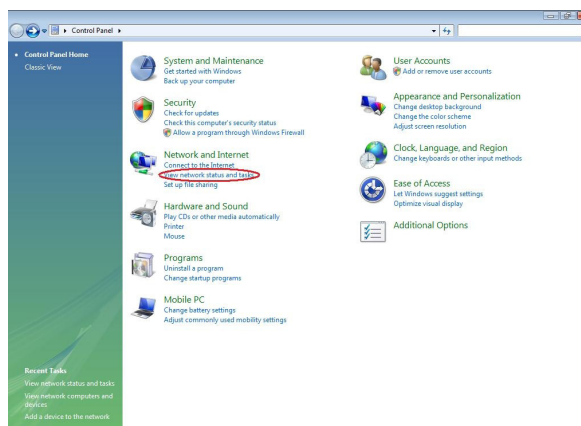 Control Panel
Control Panel Home
Classic View
System and Maintenance
Get started with Windows
Back up your computer
Security
Check for updates
Check this computer's security status
Allow a program through Windows Firewall
Network and Internet
Connect to the Internet
View network status and tasks
Set up file sharing
Hardware and Sound
Play CDs or other media automatically
Printer
Mouse
Programs
Uninstall a program
Change startup programs
Mobile PC
Change battery settings
Adjust commonly used mobility settings
User Accounts
Add or remove user accounts
Appearance and Personalization
Change desktop background
Change the color scheme
Adjust screen resolution
Clock, Language, and Region
Change keyboards or other input methods
Ease of Access
Let Windows suggest settings
Optimize visual display
Additional Options
Recent Tasks
View network status and tasks
View network computers and
devices
Add a device to the network